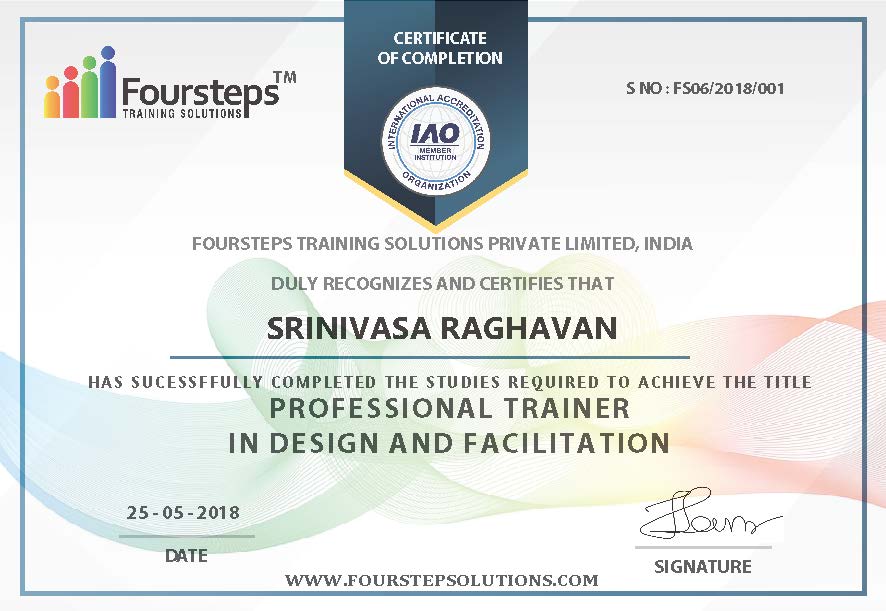 CERTIFICATE
OF COMPLETION
Foursteps TM
TRAINING SOLUTIONS
S NO : FS06/2018/001
INTERNATIONAL ACCREDITATION
IAO
MEMBER
INSTITUTION
ORGANIZATION
FOURSTEPS TRAINING SOLUTIONS PRIVATE LIMITED, INDIA
DULY RECOGNIZES AND CERTIFIES THAT
SRINIVASA RAGHAVAN
HAS SUCESSFFULLY COMPLETED THE STUDIES REQUIRED TO ACHIEVE THE TITLE
PROFESSIONAL TRAINER
IN DESIGN AND FACILITATION
25 - 05 - 2018
DATE
SIGNATURE
WWW.FOURSTEPSOLUTIONS.COM